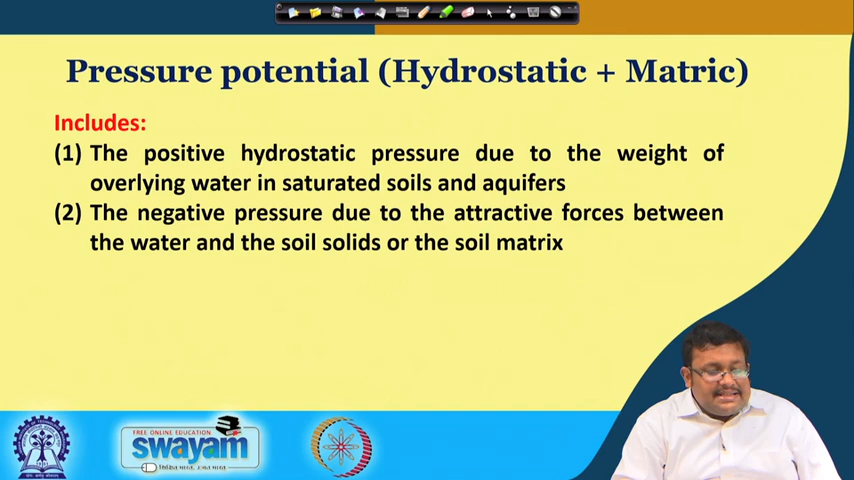 Pressure potential (Hydrostatic + Matric)
Includes:
(1) The positive hydrostatic pressure due to the weight of
overlying water in saturated soils and aquifers
(2) The negative pressure due to the attractive forces between
the water and the soil solids or the soil matrix
FREE ONLINE EDUCATION
swayam